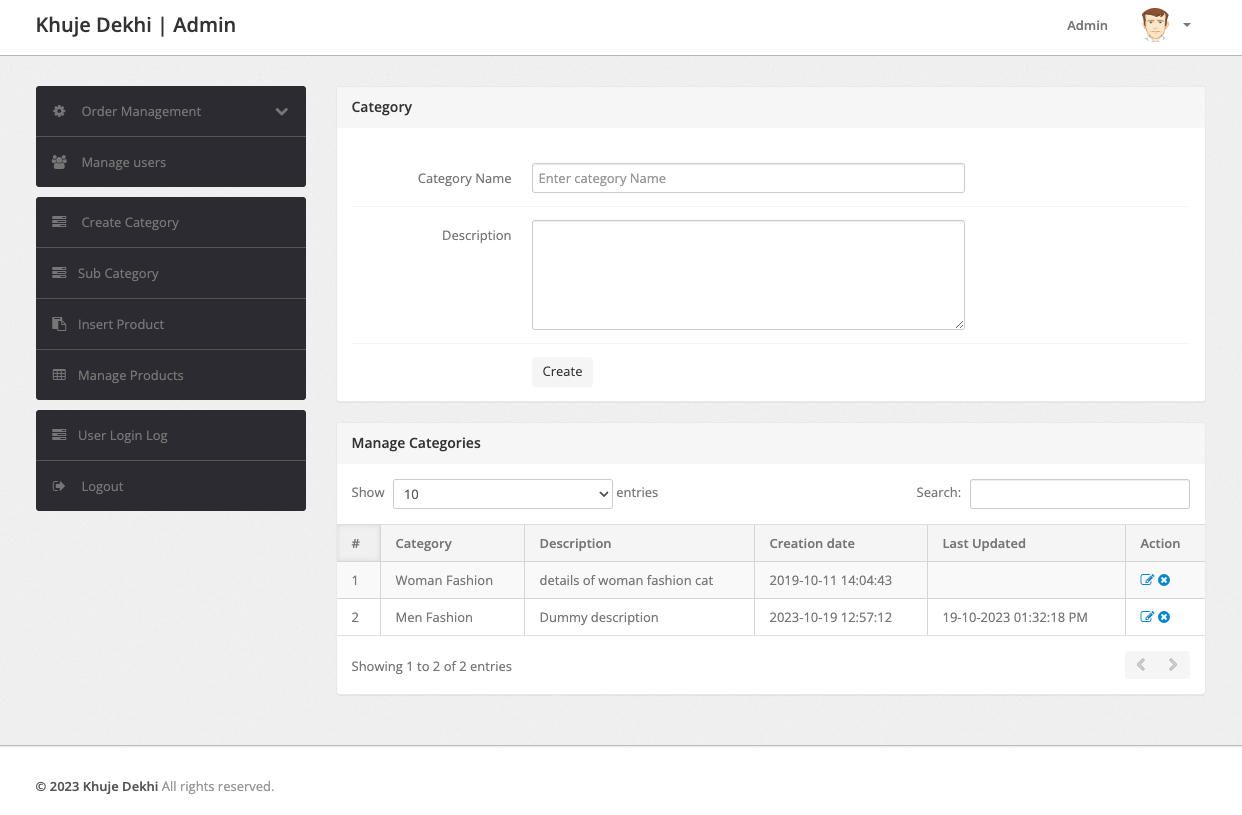 Khuje Dekhi | Admin
Admin
Order Management
Manage users
Create Category
Sub Category
Insert Product
Manage Products
User Login Log
Logout
Category
Category Name
Enter category Name
Description
Create
Manage Categories
Show 10 entries
Search:
# Category Description Creation date Last Updated Action
1 Woman Fashion details of woman fashion cat 2019-10-11 14:04:43
2 Men Fashion Dummy description 2023-10-19 12:57:12 19-10-2023 01:32:18 PM
Showing 1 to 2 of 2 entries
© 2023 Khuje Dekhi All rights reserved.